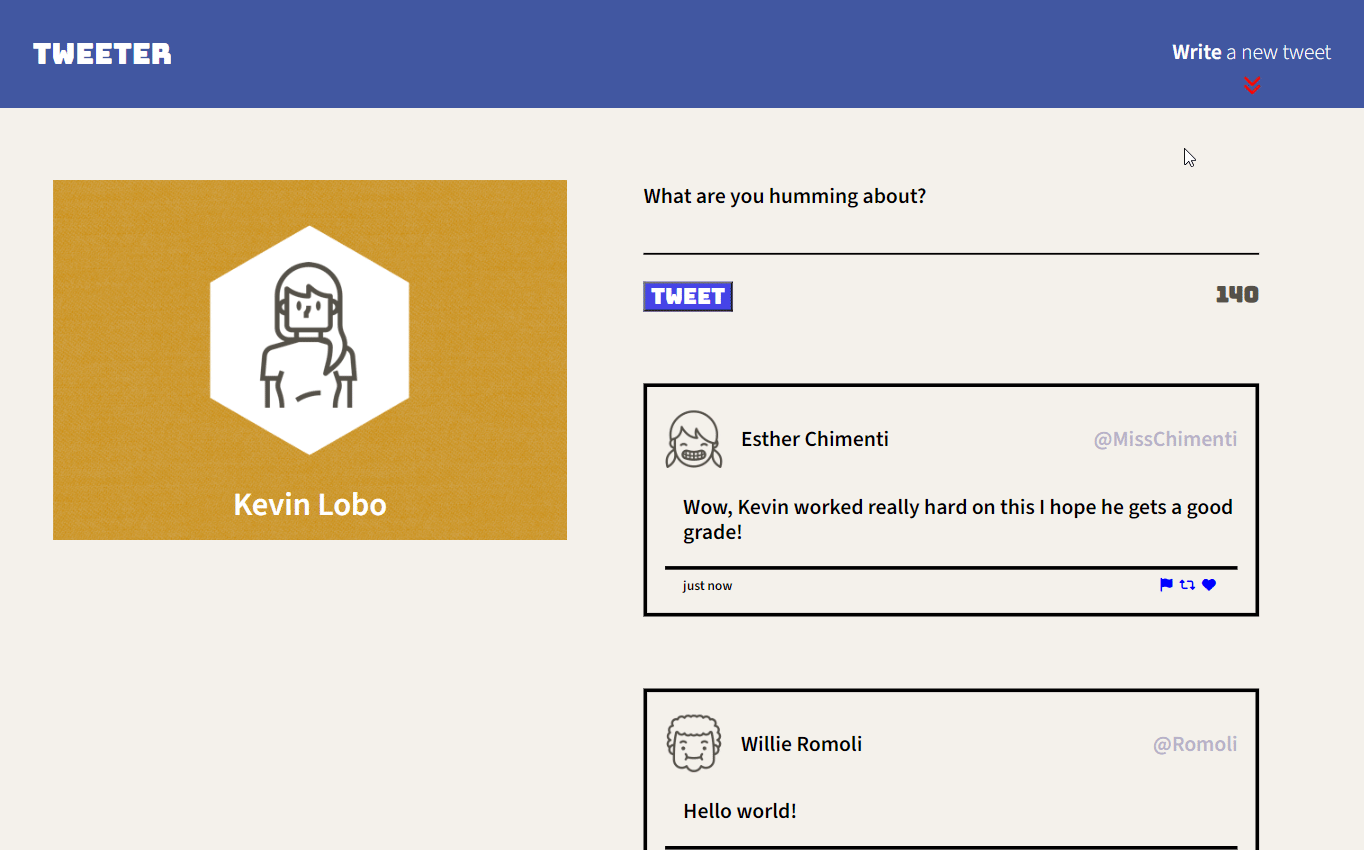 TWEETER
Write a new tweet
Kevin Lobo
What are you humming about?
TWEET
140
Esther Chimenti
@MissChimenti
Wow, Kevin worked really hard on this I hope he gets a good
grade!
just now
Willie Romoli
@Romoli
Hello world!